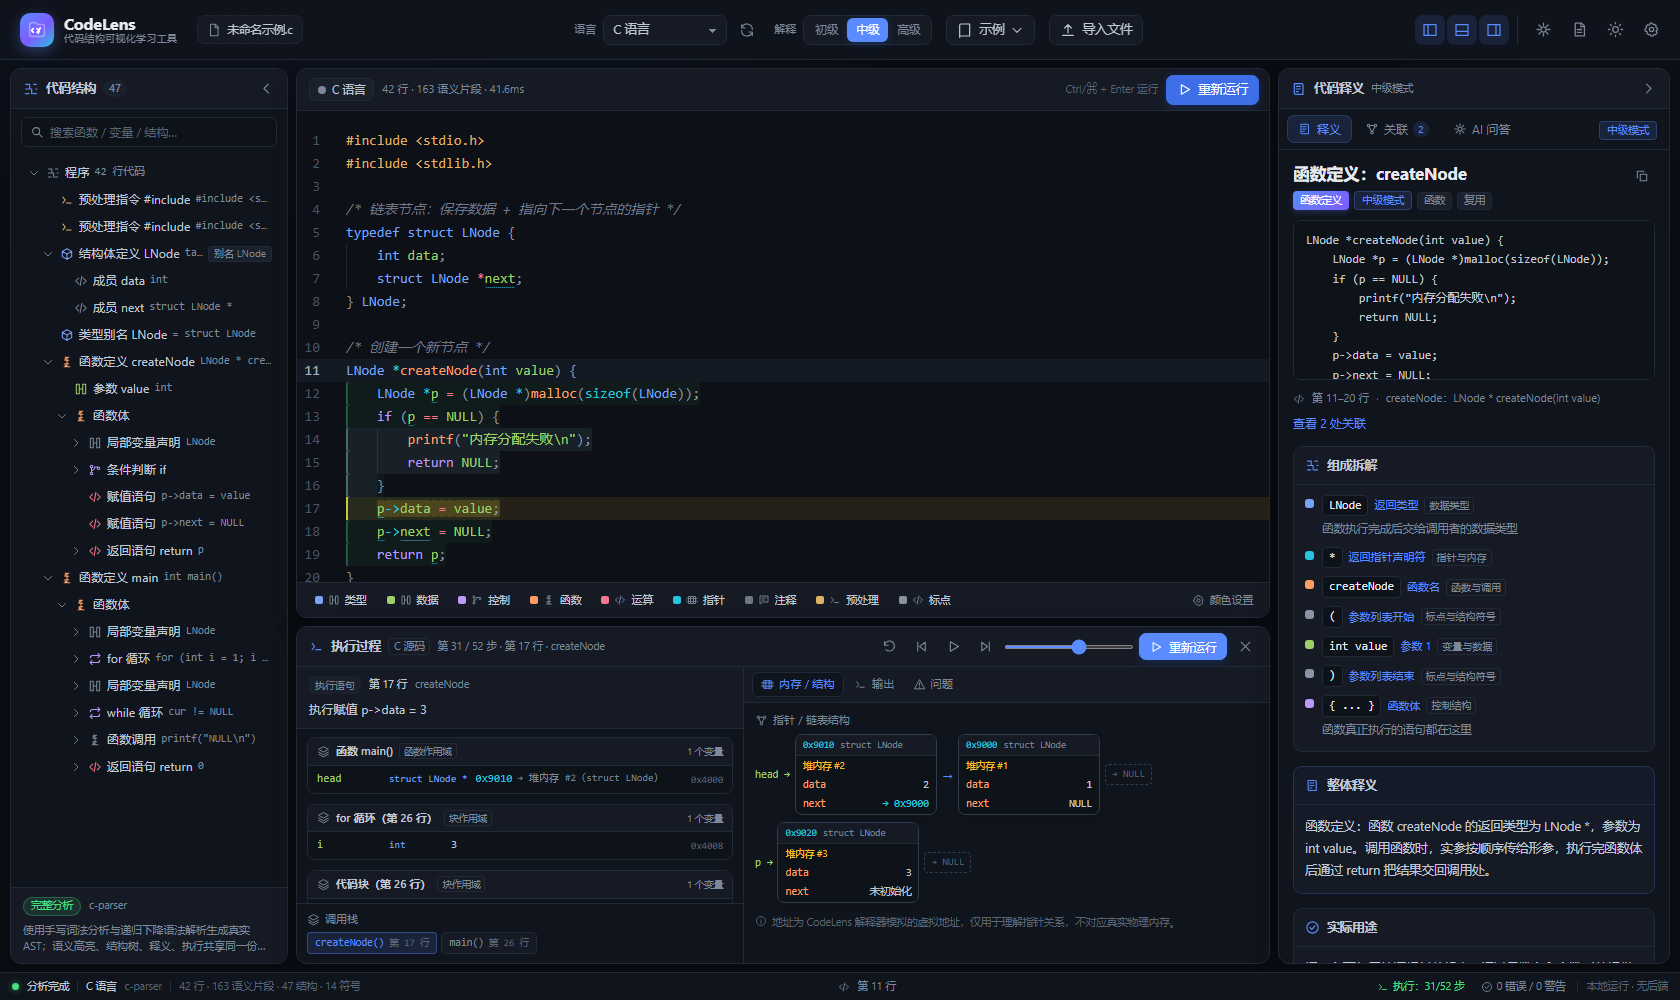 CodeLens
代码结构可视化学习工具
未命名示例.c
语言
C 语言
解释
初级
中级
高级
示例
导入文件
代码结构 47
搜索函数 / 变量 / 结构...
程序 42 行代码
预处理指令 #include #include <s…
预处理指令 #include #include <s…
结构体定义 LNode ta… 别名 LNode
成员 data int
成员 next struct LNode *
类型别名 LNode = struct LNode
函数定义 createNode LNode * cre…
参数 value int
函数体
局部变量声明 LNode
条件判断 if
赋值语句 p->data = value
赋值语句 p->next = NULL
返回语句 return p
函数定义 main int main()
函数体
局部变量声明 LNode
for 循环 for (int i = 1; i …
局部变量声明 LNode
while 循环 cur != NULL
函数调用 printf("NULL\n")
返回语句 return 0
完整分析 c-parser
使用手写词法分析与递归下降语法解析生成真实
AST；语义高亮、结构树、释义、执行共享同一份…
C 语言 42 行 · 163 语义片段 · 41.6ms
Ctrl/⌘ + Enter 运行
重新运行
1 #include <stdio.h>
2 #include <stdlib.h>
3
4 /* 链表节点：保存数据 + 指向下一个节点的指针 */
5 typedef struct LNode {
6 int data;
7 struct LNode *next;
8 } LNode;
9
10 /* 创建一个新节点 */
11 LNode *createNode(int value) {
12 LNode *p = (LNode *)malloc(sizeof(LNode));
13 if (p == NULL) {
14 printf("内存分配失败\n");
15 return NULL;
16 }
17 p->data = value;
18 p->next = NULL;
19 return p;
20 }
类型 数据 控制 函数 运算 指针 注释 预处理 标点
颜色设置
执行过程 C 源码 第 31 / 52 步 · 第 17 行 · createNode
重新运行
执行语句 第 17 行 createNode
执行赋值 p->data = 3
函数 main() 函数作用域 1 个变量
head struct LNode * 0x9010 → 堆内存 #2 (struct LNode) 0x4000
for 循环（第 26 行） 块作用域 1 个变量
i int 3 0x4008
代码块（第 26 行） 块作用域 1 个变量
调用栈
createNode() 第 17 行 main() 第 26 行
内存 / 结构 输出 问题
指针 / 链表结构
head →
0x9010 struct LNode
堆内存 #2
data 2
next → 0x9000
→
0x9000 struct LNode
堆内存 #1
data 1
next NULL
→ NULL
p →
0x9020 struct LNode
堆内存 #3
data 3
next 未初始化
→ NULL
地址为 CodeLens 解释器模拟的虚拟地址，仅用于理解指针关系，不对应真实物理内存。
代码释义 中级模式
释义 关联 2 AI 问答 中级模式
函数定义：createNode
函数定义 中级模式 函数 复用
LNode *createNode(int value) {
LNode *p = (LNode *)malloc(sizeof(LNode));
if (p == NULL) {
printf("内存分配失败\n");
return NULL;
}
p->data = value;
p->next = NULL;
第 11–20 行 · createNode：LNode * createNode(int value)
查看 2 处关联
组成拆解
LNode 返回类型 数据类型
函数执行完成后交给调用者的数据类型
* 返回指针声明符 指针与内存
createNode 函数名 函数与调用
( 参数列表开始 标点与结构符号
int value 参数 1 变量与数据
) 参数列表结束 标点与结构符号
{ ... } 函数体 控制结构
函数真正执行的语句都在这里
整体释义
函数定义：函数 createNode 的返回类型为 LNode *，参数为
int value。调用函数时，实参按顺序传给形参，执行完函数体
后通过 return 把结果交回调用处。
实际用途
分析完成 C 语言 c-parser 42 行 · 163 语义片段 · 47 结构 · 14 符号
第 11 行
执行：31/52 步 0 错误 / 0 警告 本地运行 · 无后端